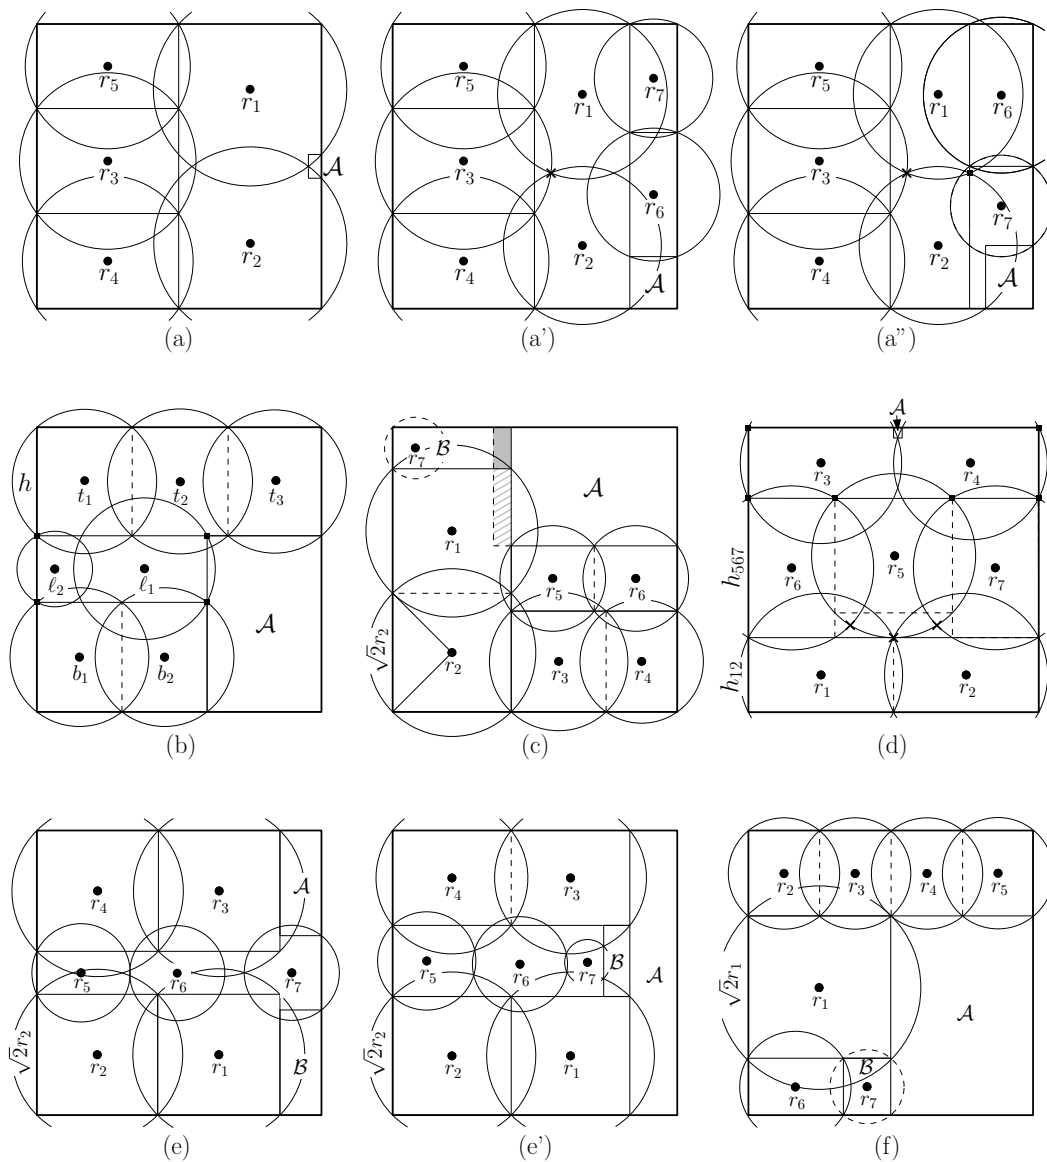 r₅ r₁ r₃ 𝒜 r₄ r₂
(a)
r₅ r₁ r₇ r₃ r₆ r₄ r₂ 𝒜
(a')
r₅ r₁ r₆ r₃ r₇ r₄ r₂ 𝒜
(a'')
h t₁ t₂ t₃ ℓ₂ ℓ₁ b₁ b₂ 𝒜
(b)
r₇ ℬ 𝒜 r₁ r₅ r₆ √2r₂ r₂ r₃ r₄
(c)
𝒜 r₃ r₄ h₅₆₇ r₆ r₅ r₇ h₁₂ r₁ r₂
(d)
r₄ r₃ 𝒜 r₅ r₆ r₇ √2r₂ r₂ r₁ ℬ
(e)
r₄ r₃ r₅ r₆ r₇ ℬ 𝒜 √2r₂ r₂ r₁
(e')
r₂ r₃ r₄ r₅ √2r₁ r₁ 𝒜 r₆ ℬ r₇
(f)